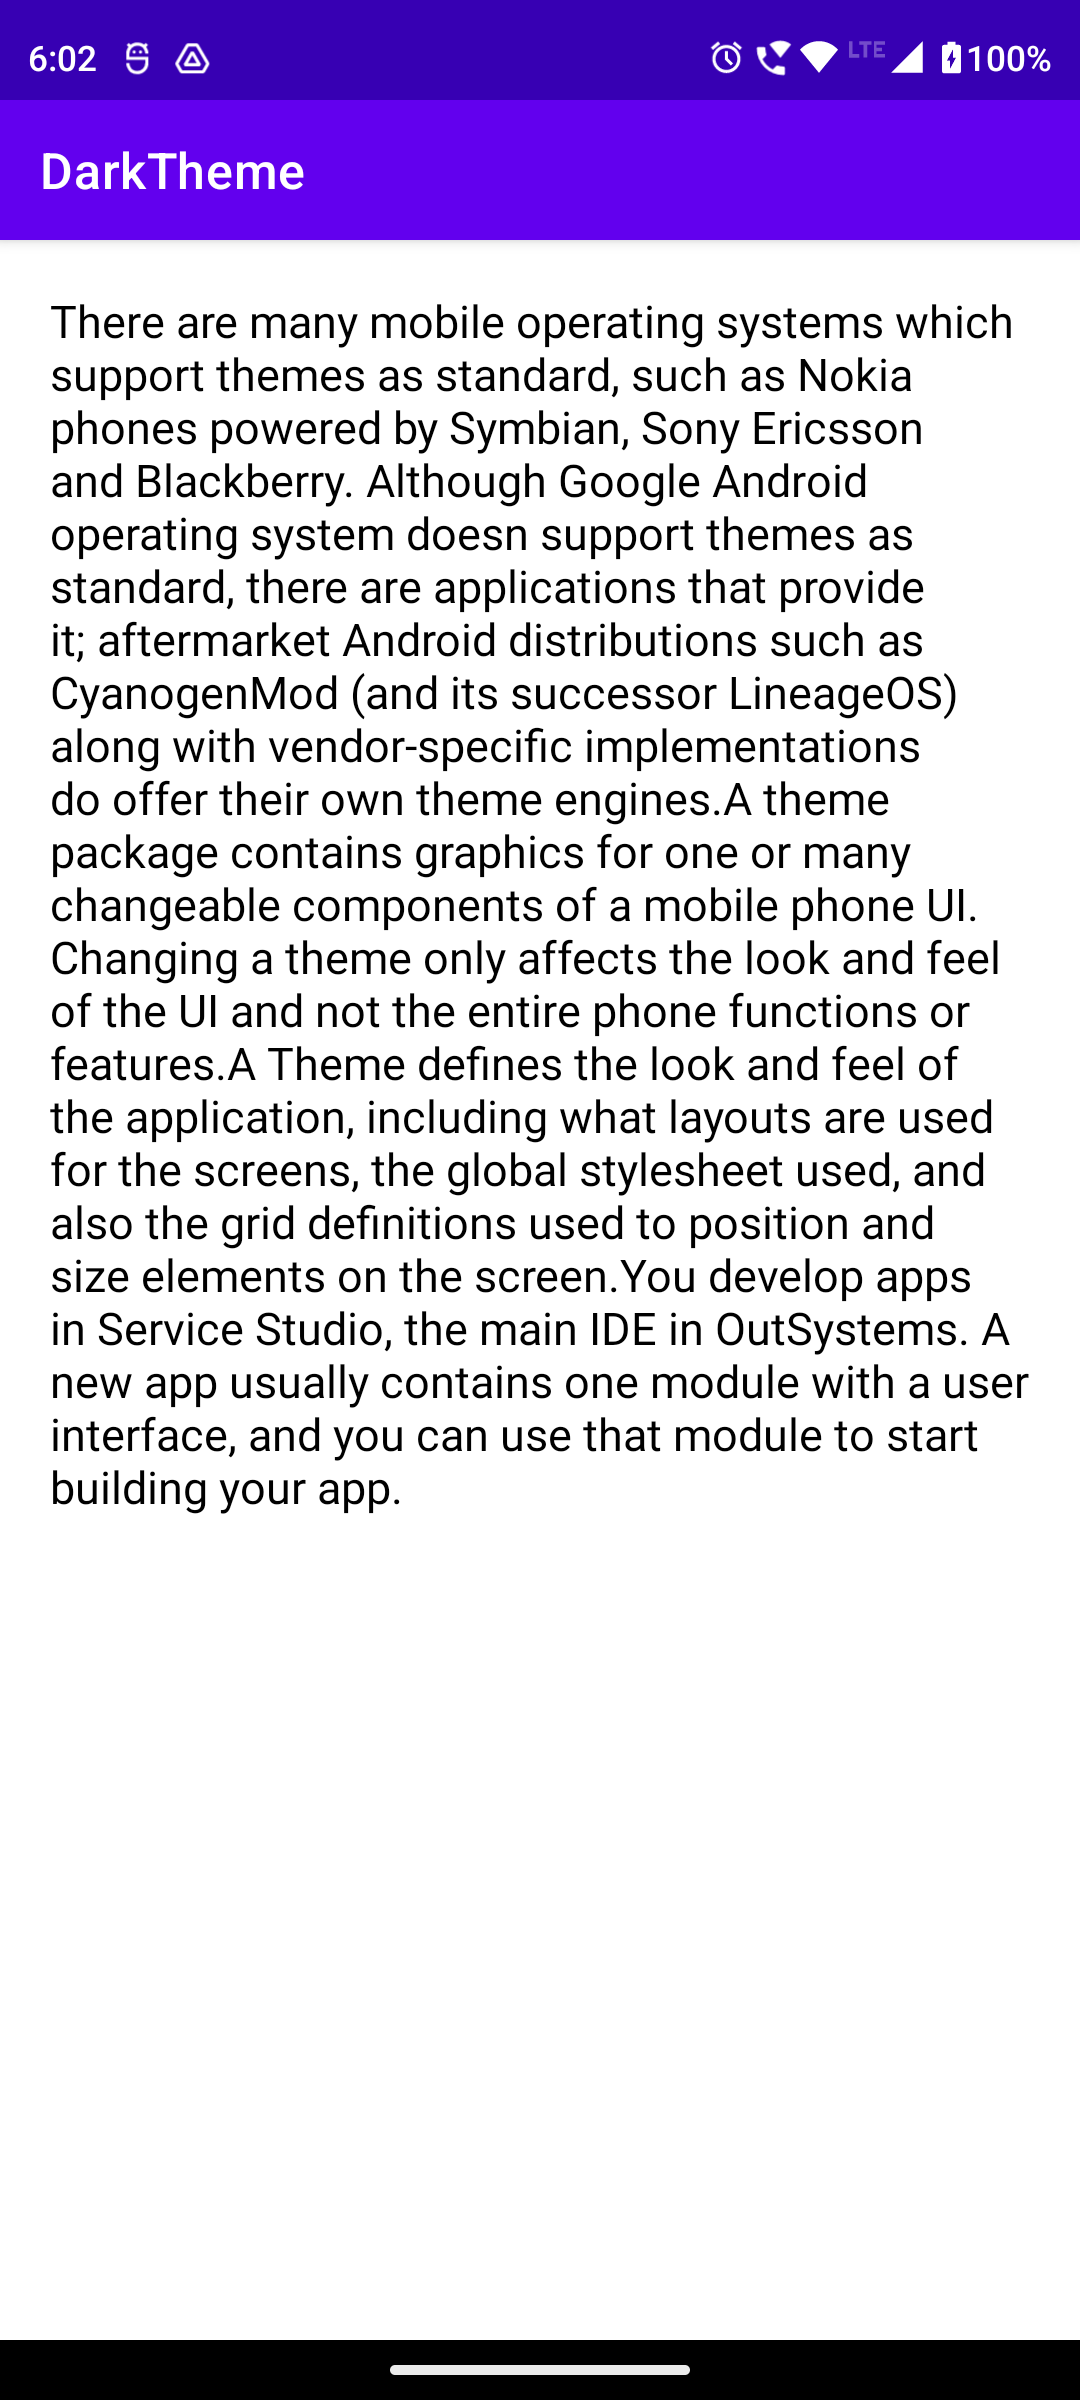 6:02
LTE
100%
DarkTheme
There are many mobile operating systems which
support themes as standard, such as Nokia
phones powered by Symbian, Sony Ericsson
and Blackberry. Although Google Android
operating system doesn support themes as
standard, there are applications that provide
it; aftermarket Android distributions such as
CyanogenMod (and its successor LineageOS)
along with vendor-specific implementations
do offer their own theme engines.A theme
package contains graphics for one or many
changeable components of a mobile phone UI.
Changing a theme only affects the look and feel
of the UI and not the entire phone functions or
features.A Theme defines the look and feel of
the application, including what layouts are used
for the screens, the global stylesheet used, and
also the grid definitions used to position and
size elements on the screen.You develop apps
in Service Studio, the main IDE in OutSystems. A
new app usually contains one module with a user
interface, and you can use that module to start
building your app.